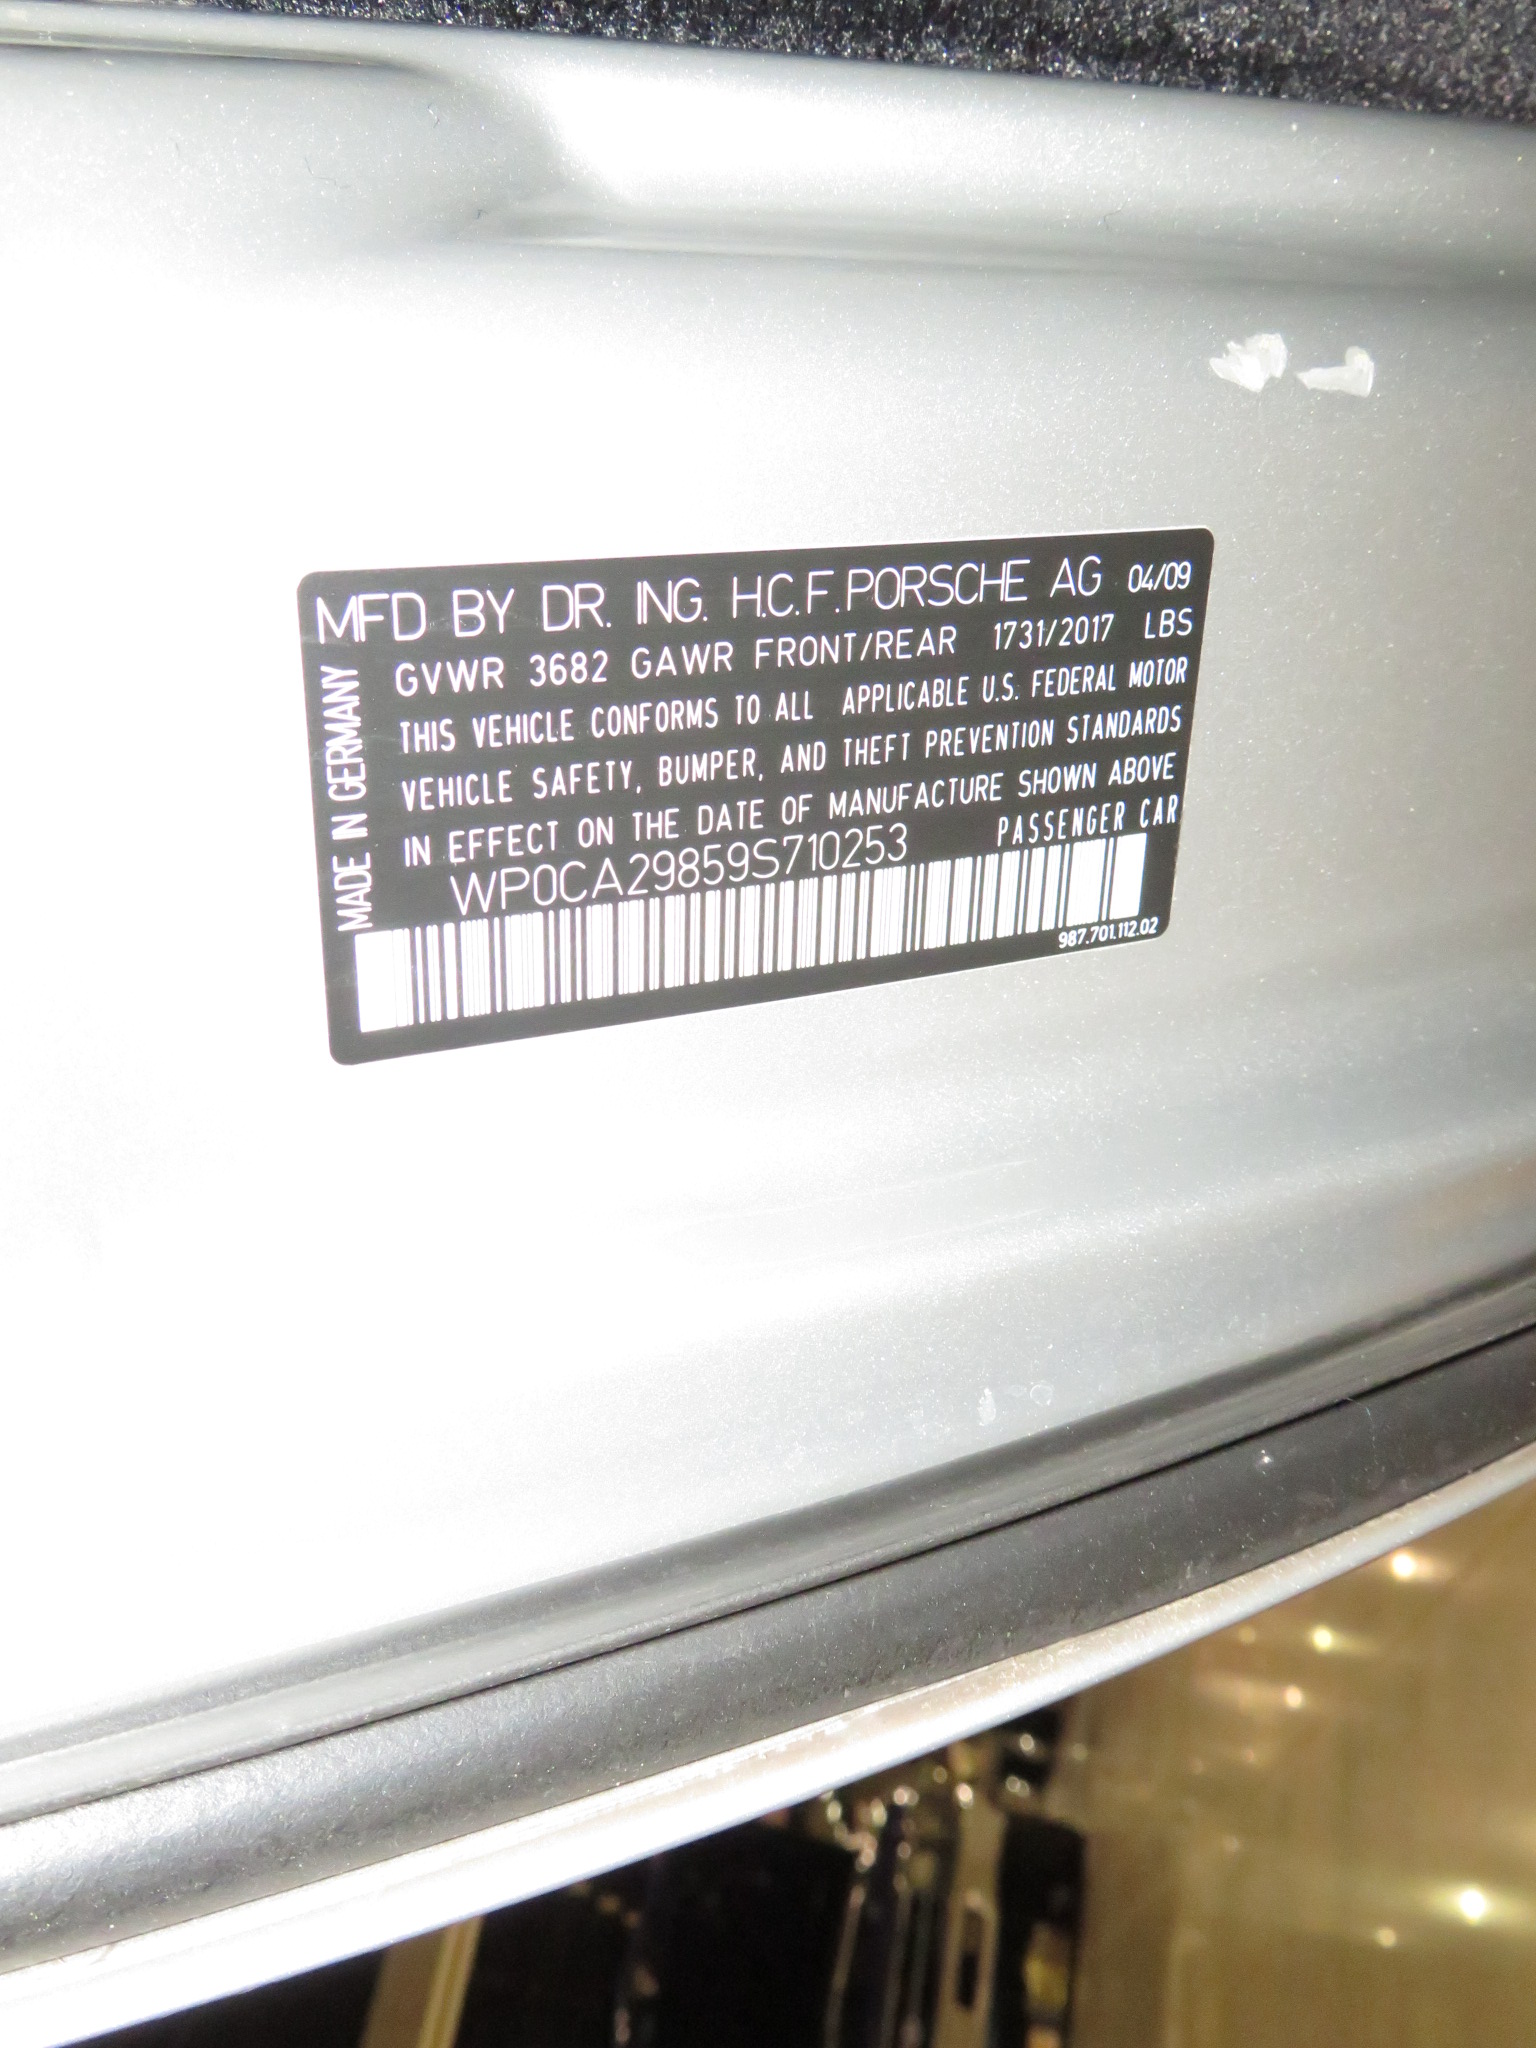 MFD BY DR. ING. H.C.F. PORSCHE AG 04/09
GVWR 3682 GAWR FRONT/REAR 1731/2017 LBS
THIS VEHICLE CONFORMS TO ALL APPLICABLE U.S. FEDERAL MOTOR
VEHICLE SAFETY, BUMPER, AND THEFT PREVENTION STANDARDS
IN EFFECT ON THE DATE OF MANUFACTURE SHOWN ABOVE
WP0CA29859S710253 PASSENGER CAR
987.701.112.02
MADE IN GERMANY